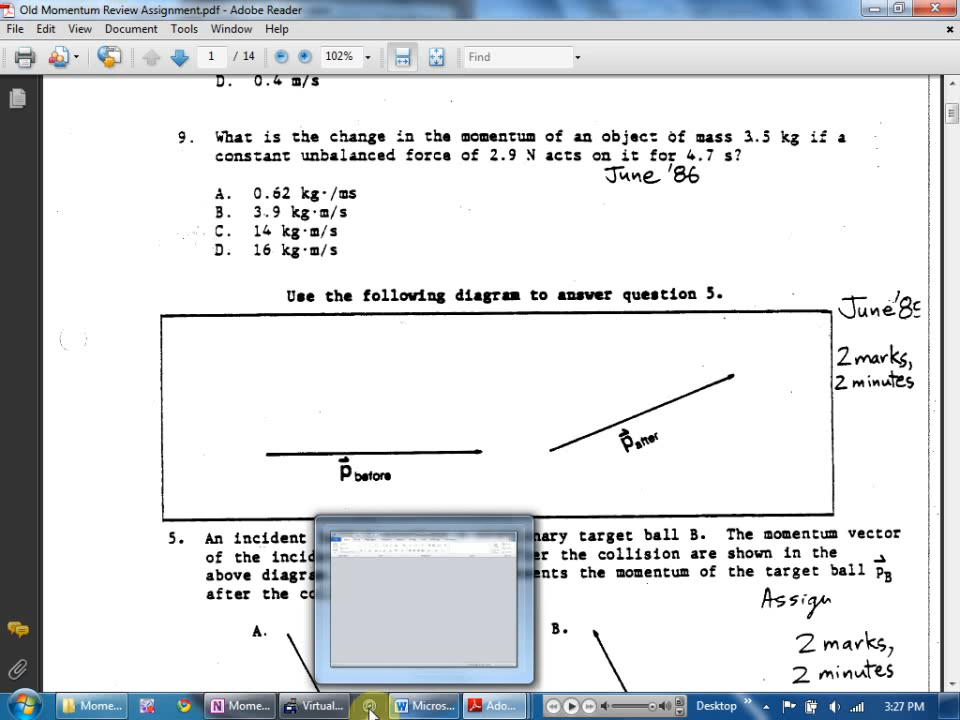 Old Momentum Review Assignment.pdf - Adobe Reader
File Edit View Document Tools Window Help
1 / 14 102% Find
D. 0.4 m/s
9. What is the change in the momentum of an object of mass 3.5 kg if a
constant unbalanced force of 2.9 N acts on it for 4.7 s?
June '86
A. 0.62 kg·/ms
B. 3.9 kg·m/s
C. 14 kg·m/s
D. 16 kg·m/s
Use the following diagram to answer question 5.
June '8
2 marks,
2 minutes
p before
p after
5. An incident nary target ball B. The momentum vector
of the incid er the collision are shown in the
above diagra ents the momentum of the target ball p B
after the co
Assign
A. B.
2 marks,
2 minutes
Mome... Mome... Virtual... Micros... Ado... Desktop 3:27 PM